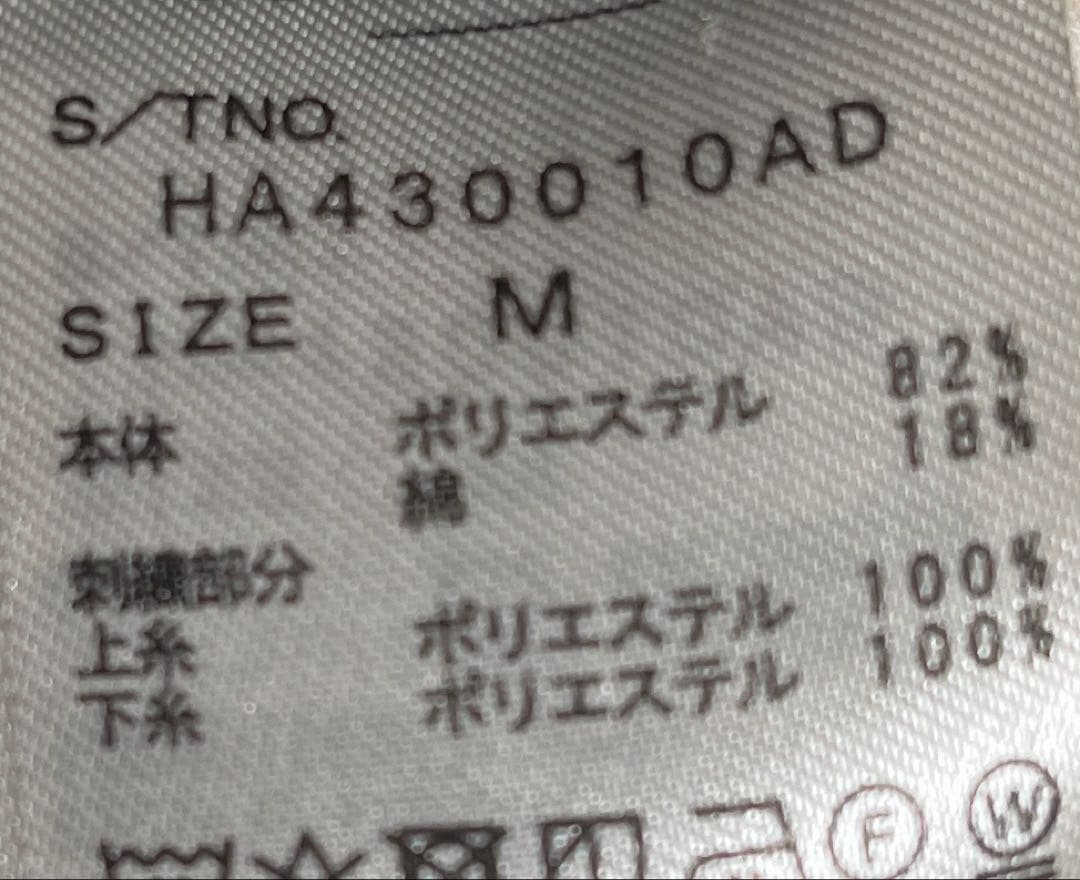 S/TNO.
HA430010AD
SIZE M
本体 ポリエステル 82%
綿 18%
刺繍部分
上糸 ポリエステル 100%
下糸 ポリエステル 100%
F W